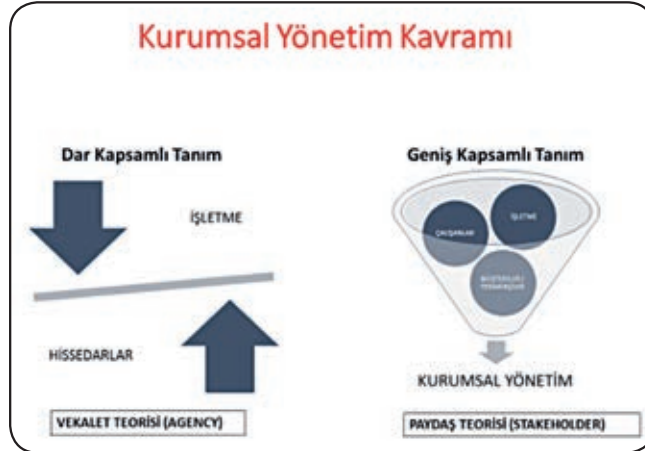 Kurumsal Yönetim Kavramı
Dar Kapsamlı Tanım
İŞLETME
HİSSEDARLAR
VEKALET TEORİSİ (AGENCY)
Geniş Kapsamlı Tanım
ÇALIŞANLAR
İŞLETME
KURUMSAL YÖNETİM
PAYDAŞ TEORİSİ (STAKEHOLDER)